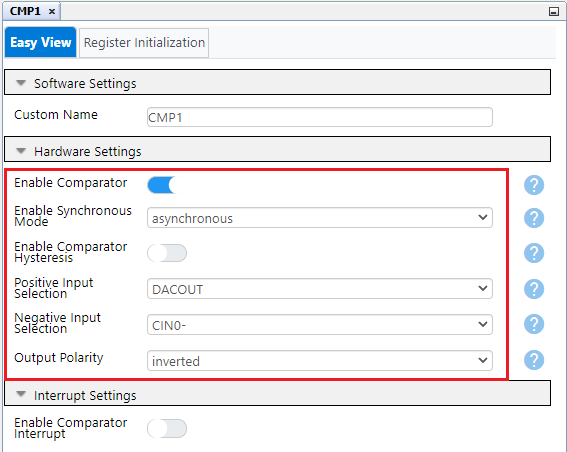 CMP1
Easy View
Register Initialization
Software Settings
Custom Name
CMP1
Hardware Settings
Enable Comparator
?
Enable Synchronous
Mode
asynchronous
?
Enable Comparator
Hysteresis
?
Positive Input
Selection
DACOUT
?
Negative Input
Selection
CIN0-
?
Output Polarity
inverted
?
Interrupt Settings
Enable Comparator
Interrupt
?